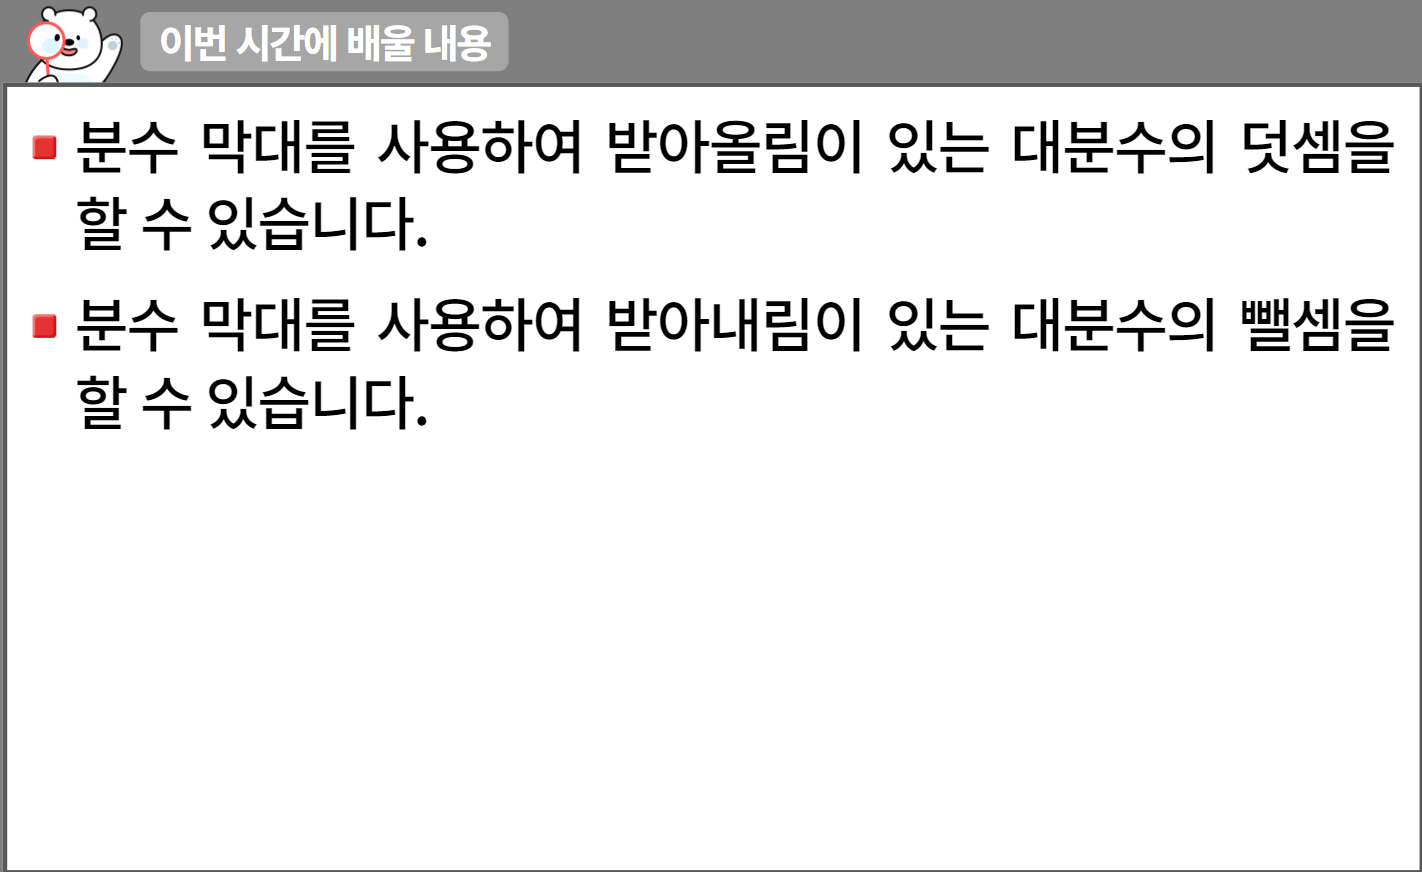 이번 시간에 배울 내용
분수 막대를 사용하여 받아올림이 있는 대분수의 덧셈을
할 수 있습니다.
분수 막대를 사용하여 받아내림이 있는 대분수의 뺄셈을
할 수 있습니다.